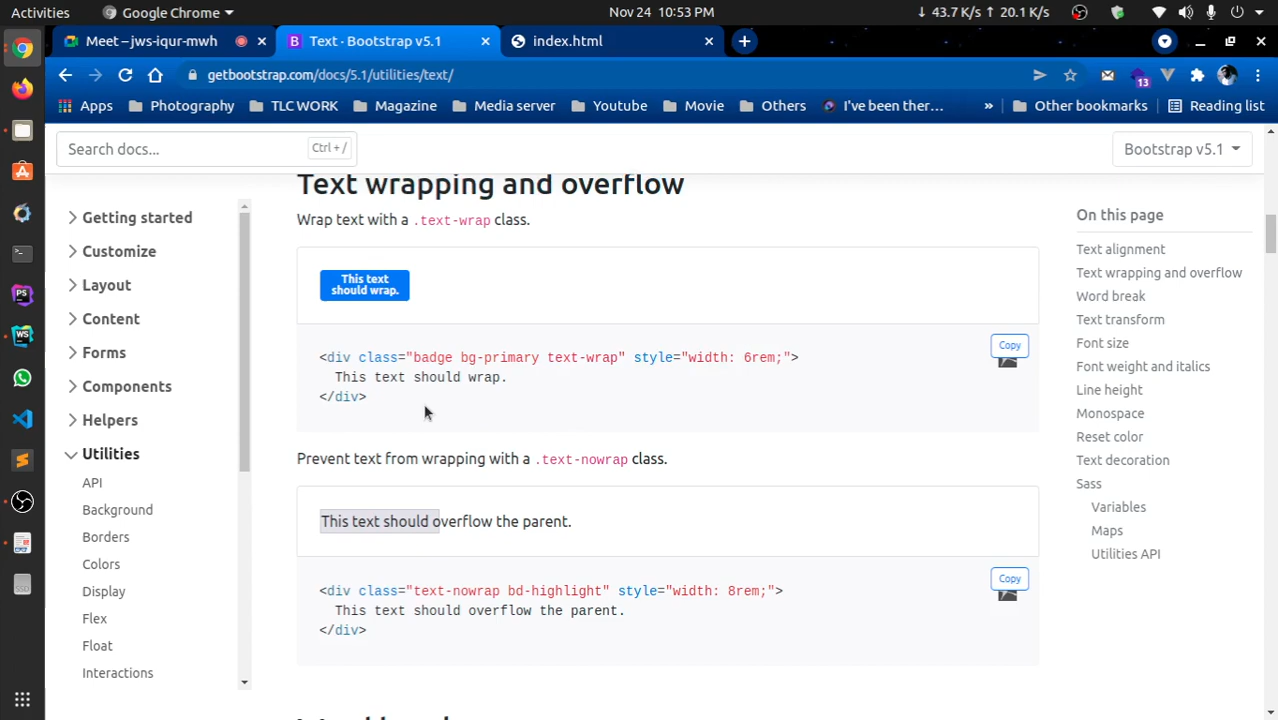 Activities Google Chrome Nov 24 10:53 PM ↓ 43.7 K/s ↑ 20.1 K/s
Meet – jws-iqur-mwh Text · Bootstrap v5.1 index.html
getbootstrap.com/docs/5.1/utilities/text/ 13
Apps Photography TLC WORK Magazine Media server Youtube Movie Others I've been ther... » Other bookmarks Reading list
Search docs... Ctrl + / Bootstrap v5.1
Getting started
Customize
Layout
Content
Forms
Components
Helpers
Utilities
API
Background
Borders
Colors
Display
Flex
Float
Interactions
Text wrapping and overflow
Wrap text with a .text-wrap class.
This text
should wrap.
Copy
<div class="badge bg-primary text-wrap" style="width: 6rem;">
This text should wrap.
</div>
Prevent text from wrapping with a .text-nowrap class.
This text should overflow the parent.
Copy
<div class="text-nowrap bd-highlight" style="width: 8rem;">
This text should overflow the parent.
</div>
On this page
Text alignment
Text wrapping and overflow
Word break
Text transform
Font size
Font weight and italics
Line height
Monospace
Reset color
Text decoration
Sass
Variables
Maps
Utilities API
PS
WS